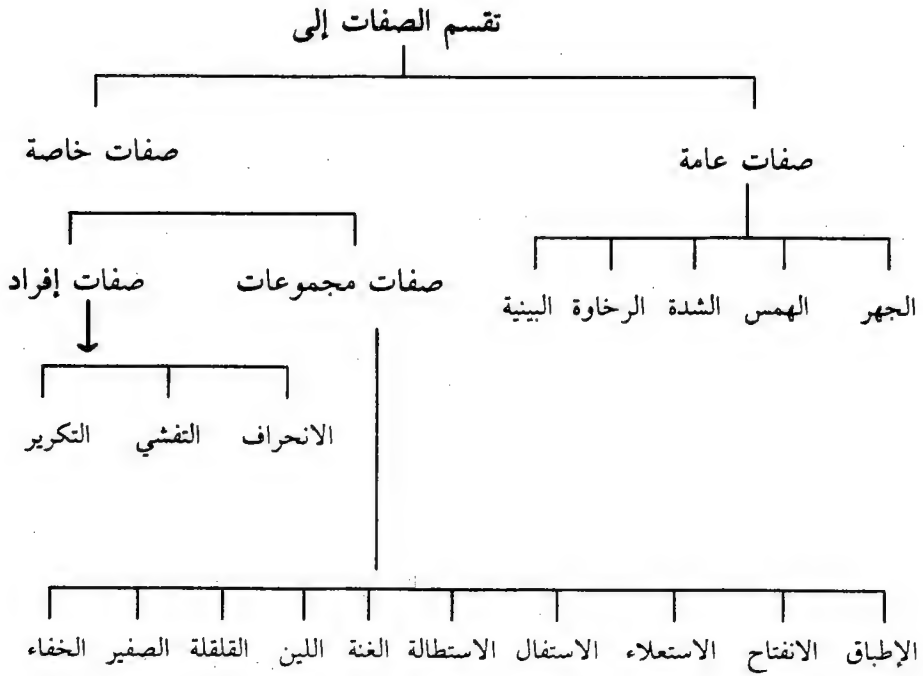 تقسم الصفات إلى
صفات عامة
صفات خاصة
صفات مجموعات
صفات إفراد
الجهر
الهمس
الشدة
الرخاوة
البينية
الانحراف
التفشي
التكرير
الإطباق
الانفتاح
الاستعلاء
الاستفال
الاستطالة
الغنة
اللين
القلقلة
الصفير
الخفاء